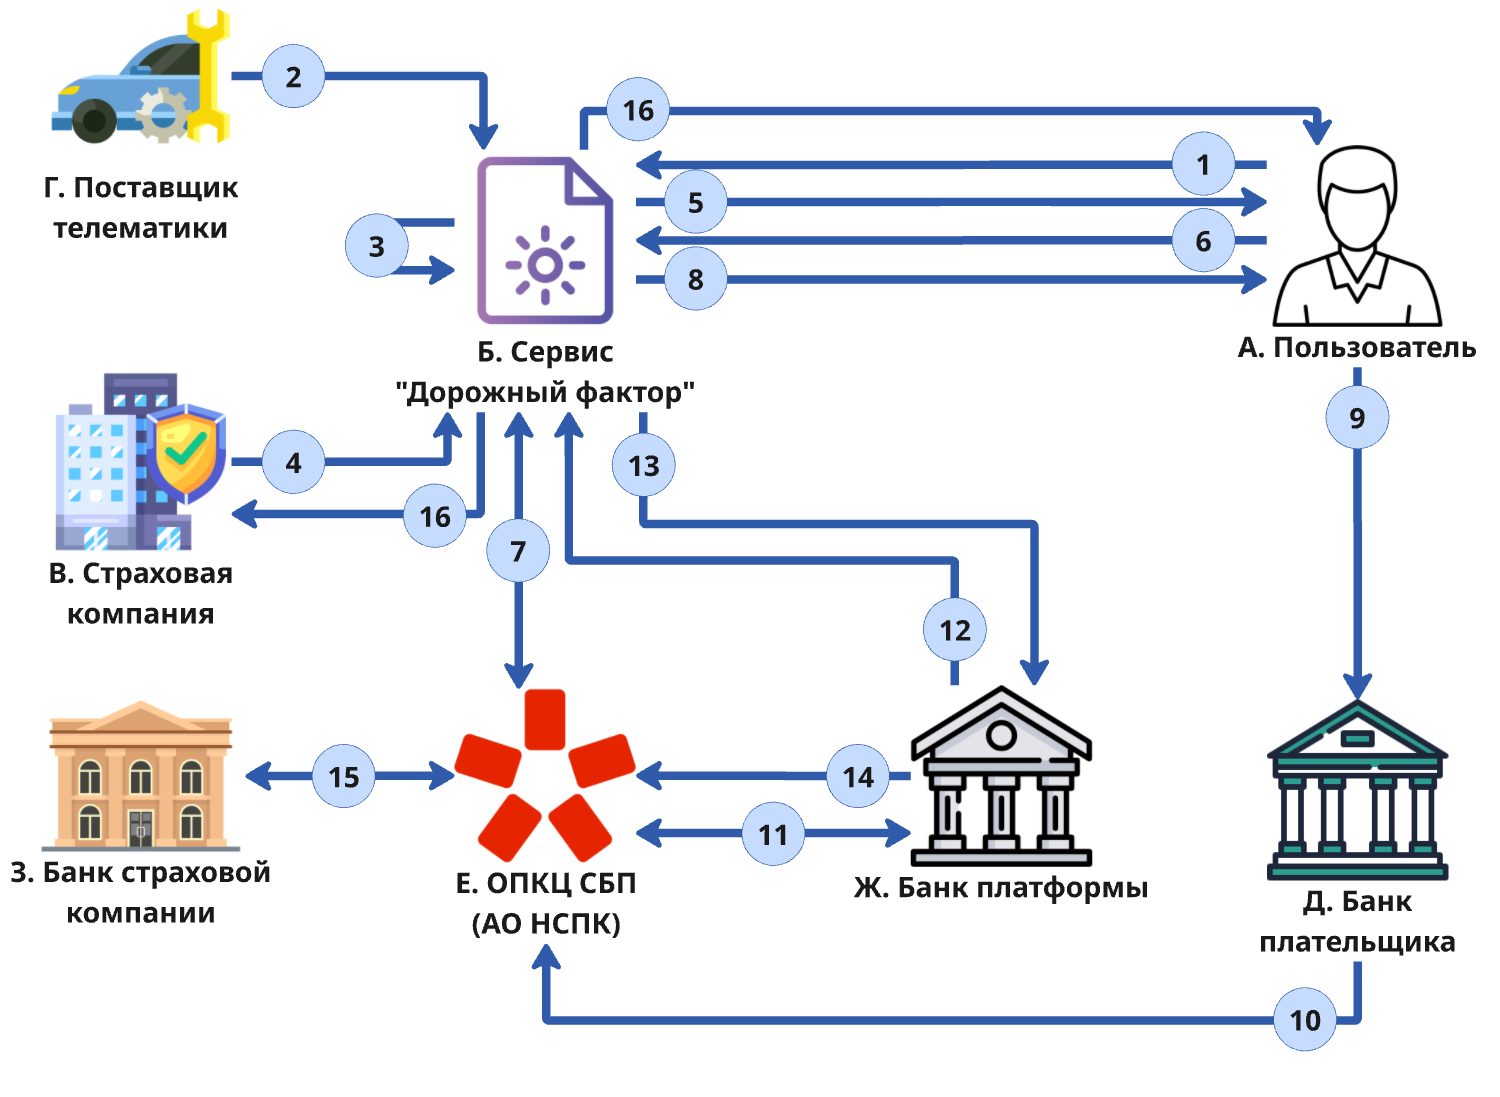 2
16
1
Г. Поставщик
телематики
5
3
6
8
Б. Сервис
"Дорожный фактор"
А. Пользователь
9
4
13
16
7
В. Страховая
компания
12
15
14
11
З. Банк страховой
компании
Е. ОПКЦ СБП
(АО НСПК)
Ж. Банк платформы
Д. Банк
плательщика
10